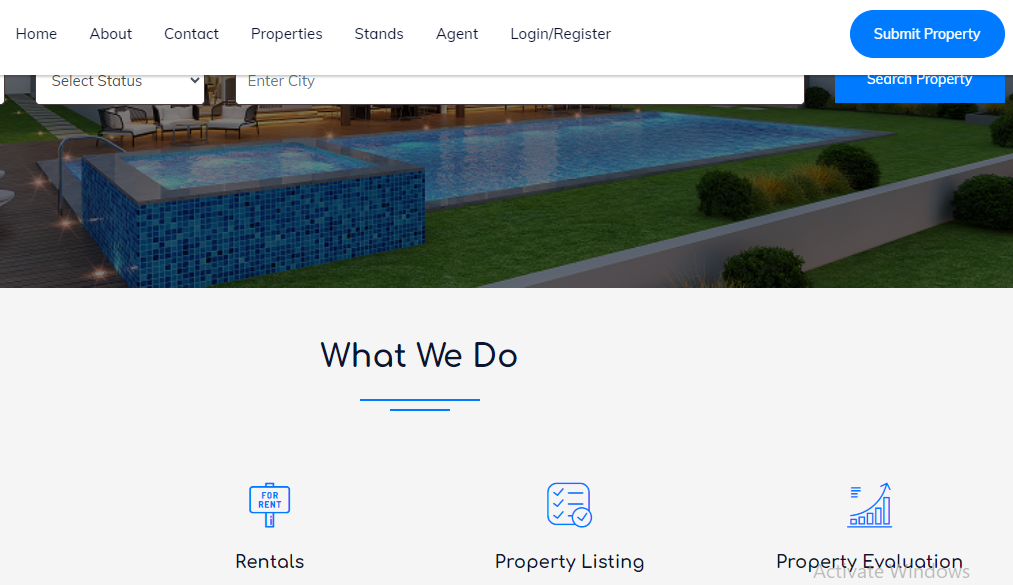 Home About Contact Properties Stands Agent Login/Register Submit Property
Select Status Enter City Search Property
What We Do
FOR
RENT
Rentals Property Listing Property Evaluation
Activate Windows